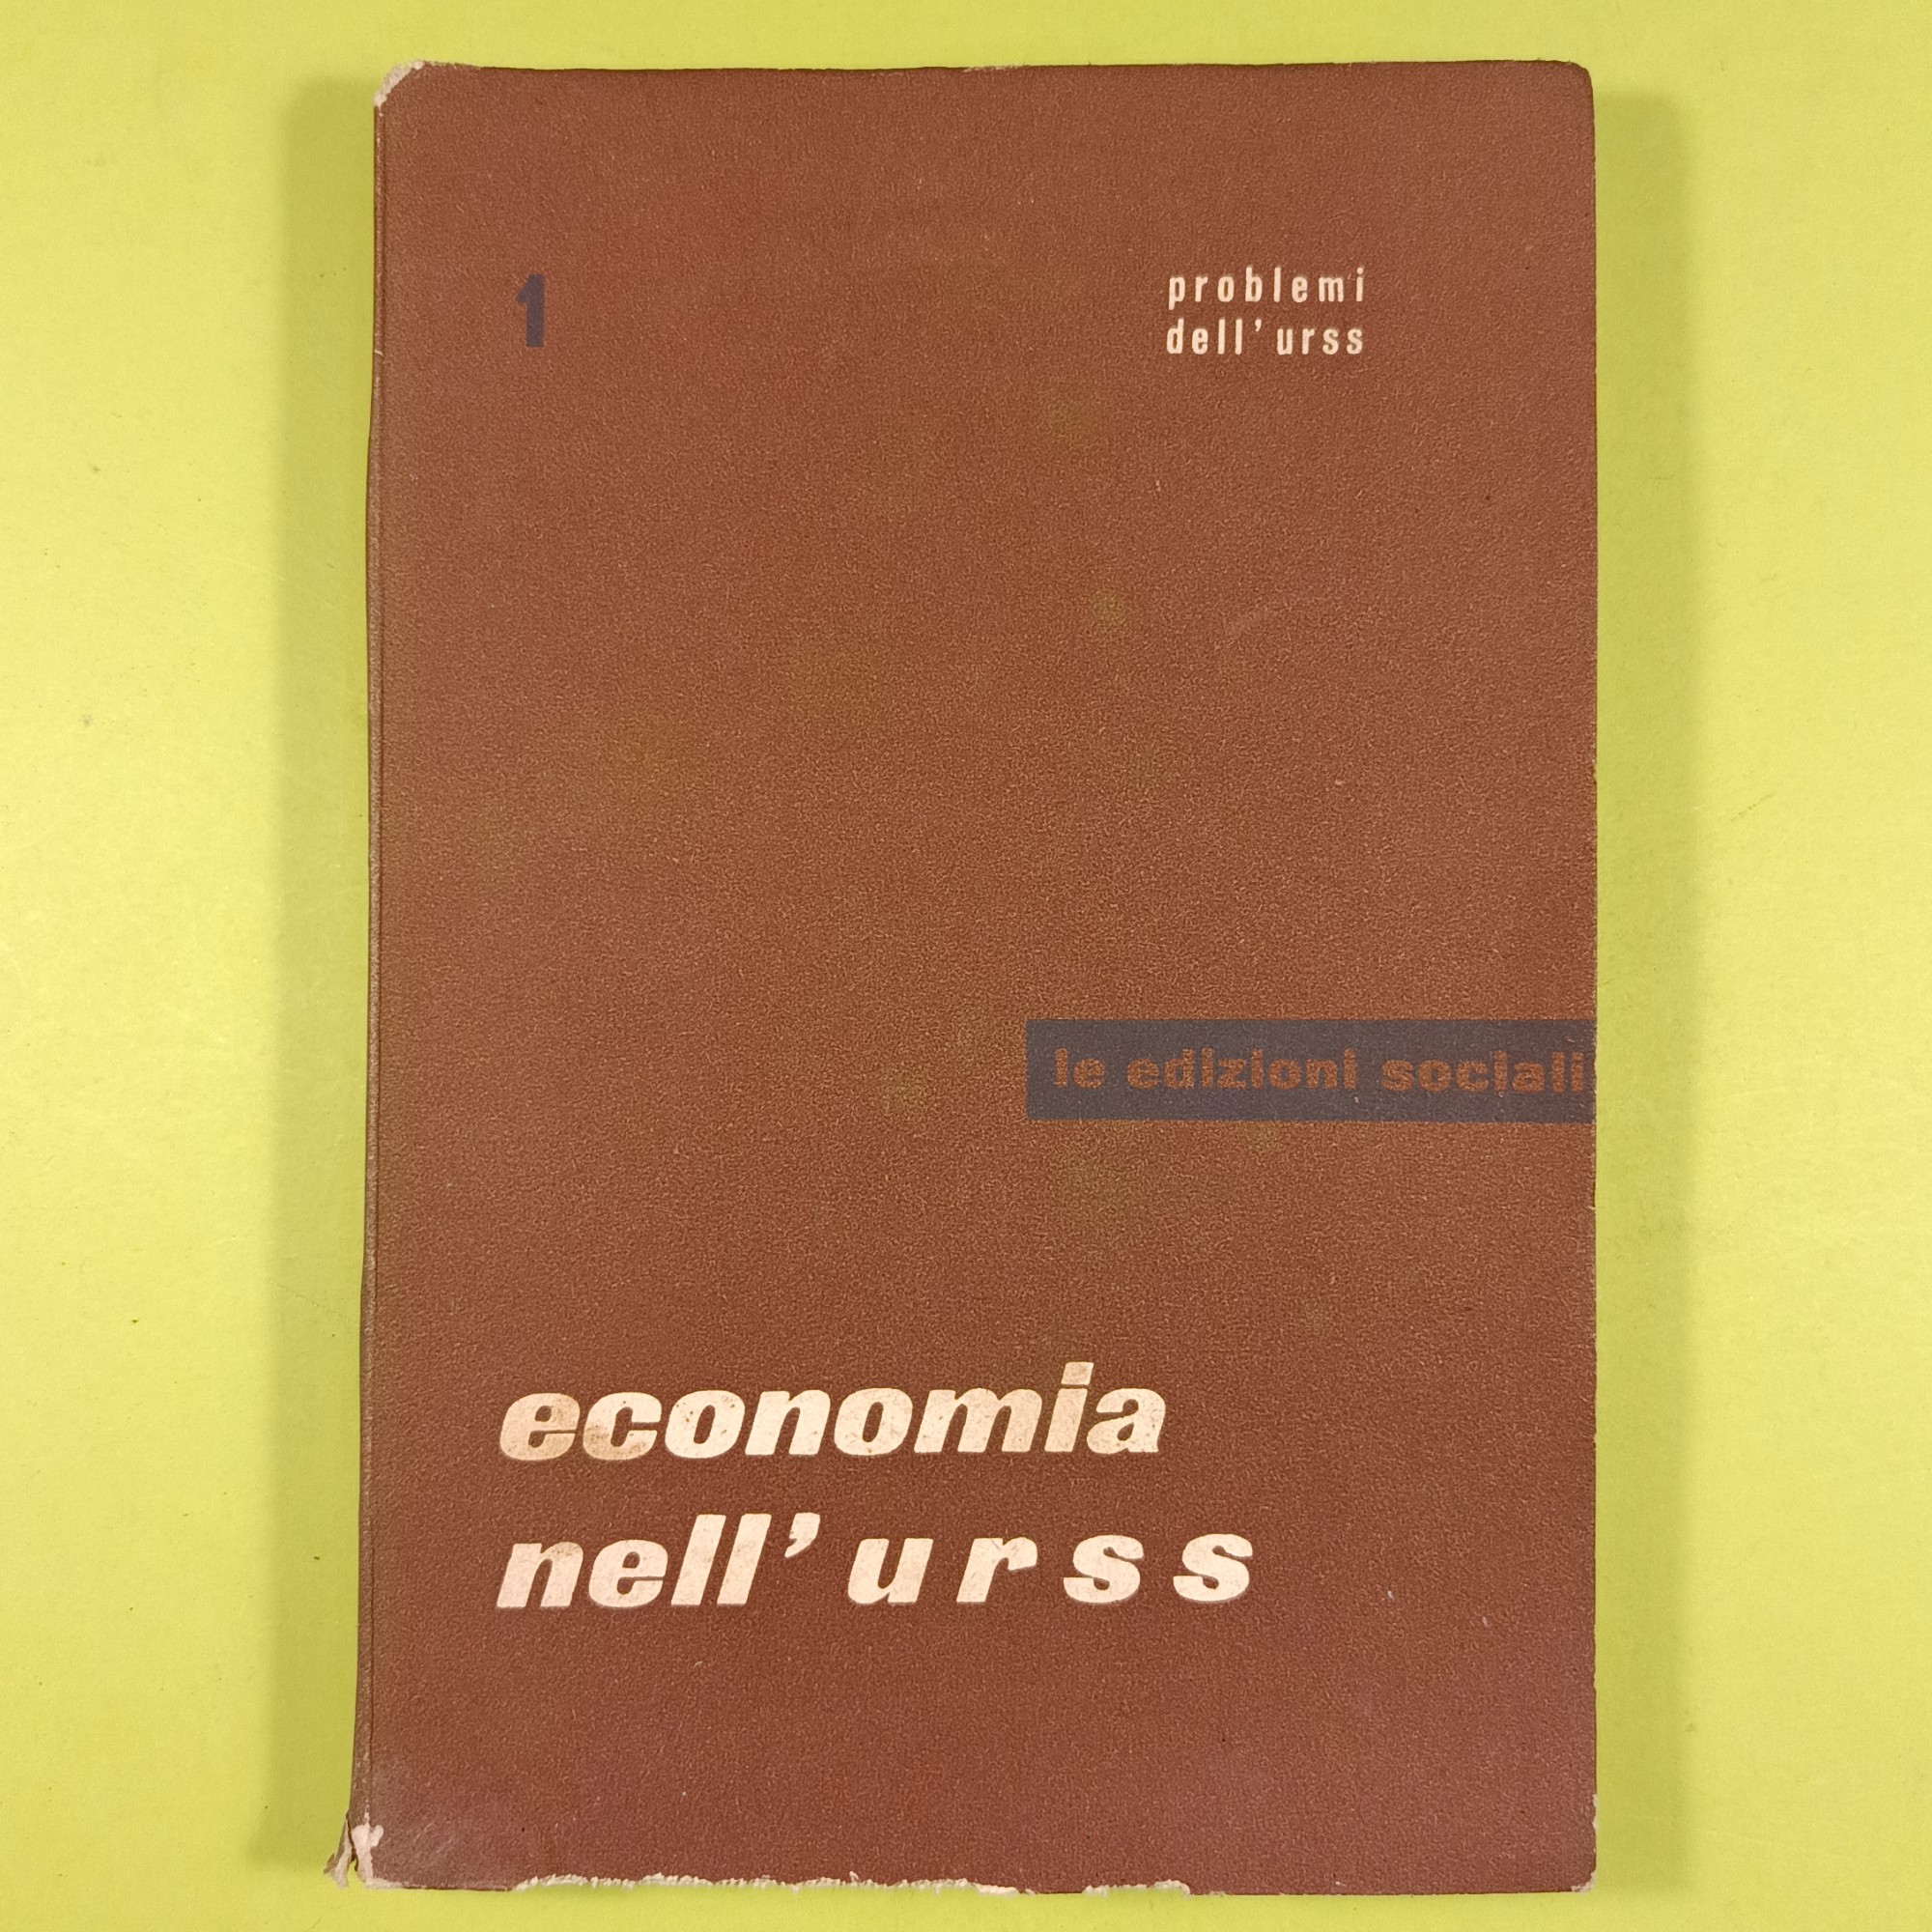 1
problemi
dell'urss
le edizioni sociali
economia
nell'urss